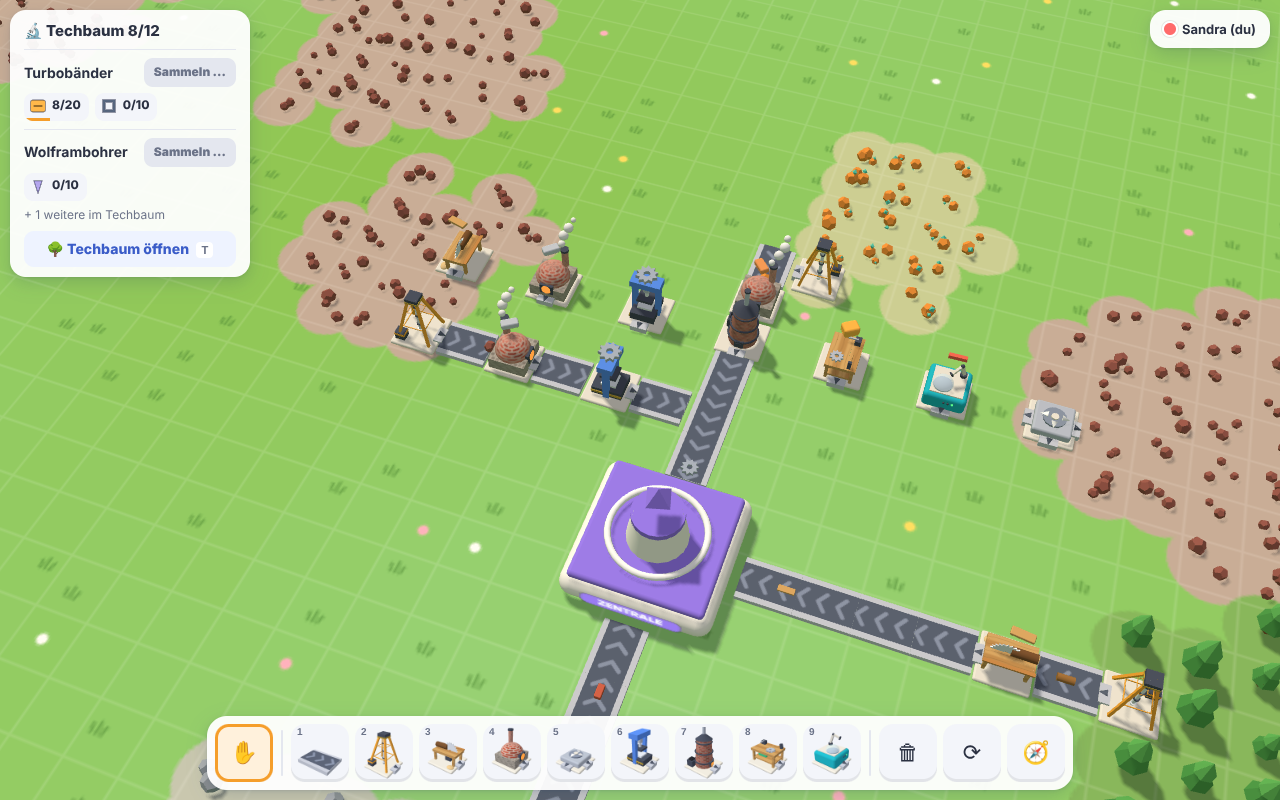 🔬 Techbaum 8/12
Sandra (du)
Turbobänder Sammeln ...
8/20 0/10
Wolframbohrer Sammeln ...
0/10
+ 1 weitere im Techbaum
🌳 Techbaum öffnen T
ZENTRALE
1 2 3 4 5 6 7 8 9